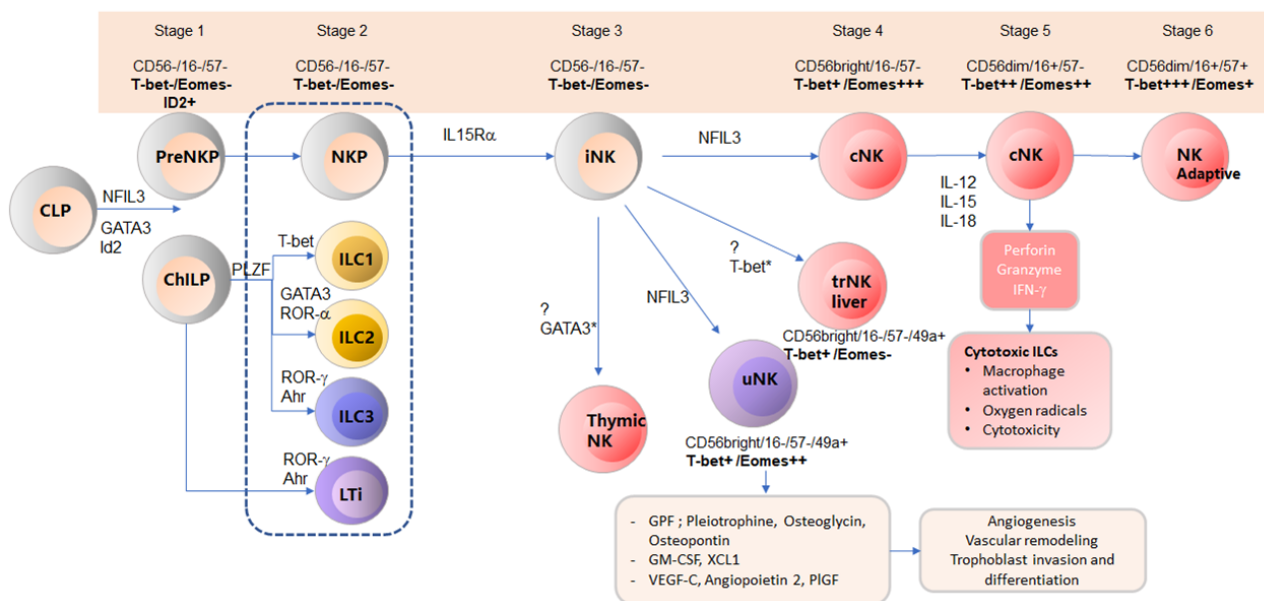 Stage 1
CD56-/16-/57-
T-bet-/Eomes-
ID2+
Stage 2
CD56-/16-/57-
T-bet-/Eomes-
Stage 3
CD56-/16-/57-
T-bet-/Eomes-
Stage 4
CD56bright/16-/57-
T-bet+/Eomes+++
Stage 5
CD56dim/16+/57-
T-bet++/Eomes++
Stage 6
CD56dim/16+/57+
T-bet+++/Eomes+
CLP
NFIL3
GATA3
Id2
PreNKP
NKP
IL15Rα
iNK
NFIL3
cNK
cNK
NK
Adaptive
ChILP
PLZF
T-bet
ILC1
GATA3
ROR-α
ILC2
ROR-γ
Ahr
ILC3
ROR-γ
Ahr
LTi
?
GATA3*
Thymic
NK
NFIL3
uNK
CD56bright/16-/57-/49a+
T-bet+/Eomes++
?
T-bet*
trNK
liver
CD56bright/16-/57-/49a+
T-bet+/Eomes-
IL-12
IL-15
IL-18
Perforin
Granzyme
IFN-γ
Cytotoxic ILCs
• Macrophage
activation
• Oxygen radicals
• Cytotoxicity
- GPF ; Pleiotrophine, Osteoglycin,
Osteopontin
- GM-CSF, XCL1
- VEGF-C, Angiopoietin 2, PlGF
Angiogenesis
Vascular remodeling
Trophoblast invasion and
differentiation